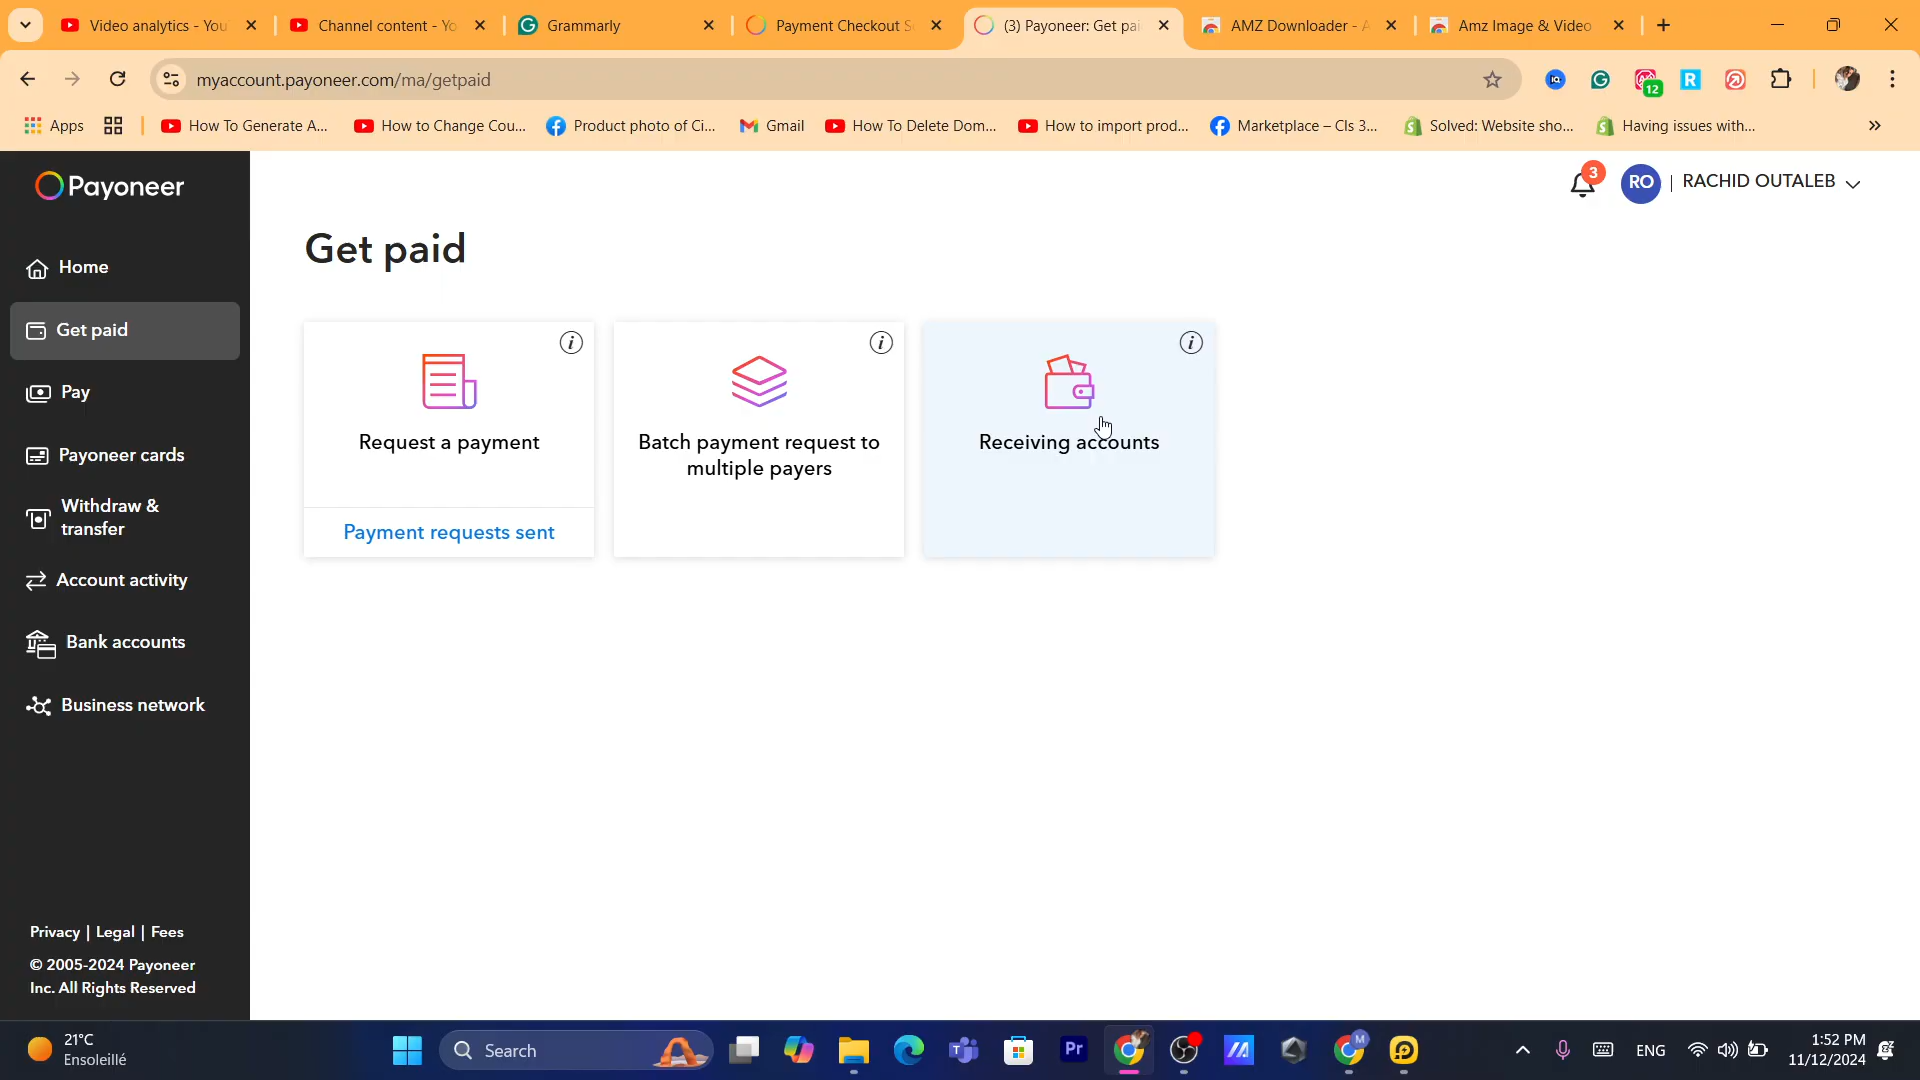 Video analytics - You
Channel content - Yo
Grammarly
Payment Checkout S
(3) Payoneer: Get pai
AMZ Downloader - A
Amz Image & Video
myaccount.payoneer.com/ma/getpaid
12
Apps
How To Generate A...
How to Change Cou...
Product photo of Ci...
Gmail
How To Delete Dom...
How to import prod...
Marketplace – Cls 3...
Solved: Website sho...
Having issues with...
»
Payoneer
3
RO | RACHID OUTALEB
Home
Get paid
Pay
Payoneer cards
Withdraw &
transfer
Account activity
Bank accounts
Business network
Get paid
Request a payment
Payment requests sent
Batch payment request to
multiple payers
Receiving accounts
Privacy | Legal | Fees
© 2005-2024 Payoneer
Inc. All Rights Reserved
21°C
Ensoleillé
Search
Pr
M
ENG
1:52 PM
11/12/2024